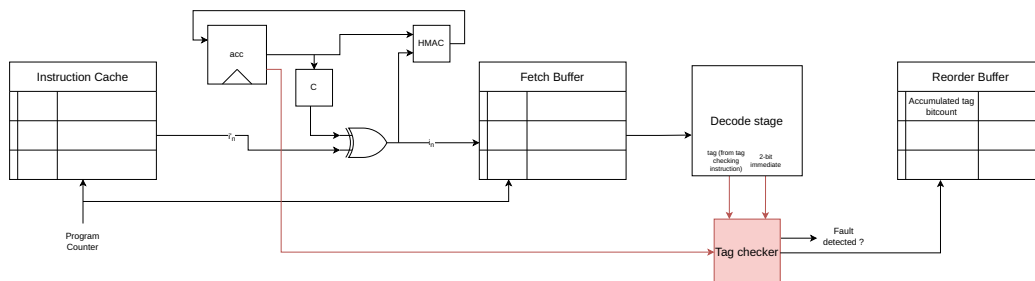 acc
HMAC
Instruction Cache
C
Fetch Buffer
Decode stage
tag (from tag
checking
instruction)
2-bit
immediate
Reorder Buffer
Accumulated tag
bitcount
i'n
in
Program
Counter
Tag checker
Fault
detected ?